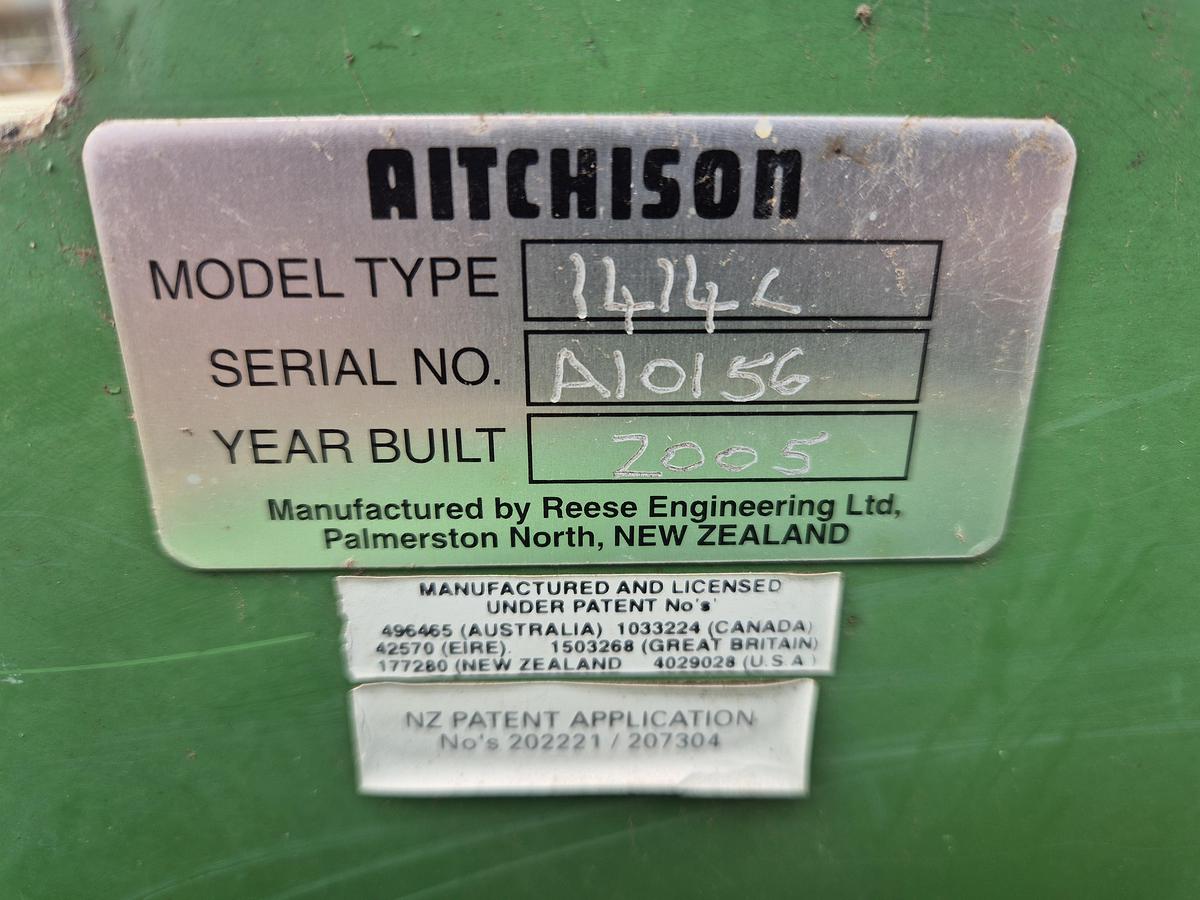 AITCHISON
MODEL TYPE 1414C
SERIAL NO. A10156
YEAR BUILT 2005
Manufactured by Reese Engineering Ltd,
Palmerston North, NEW ZEALAND
MANUFACTURED AND LICENSED
UNDER PATENT No's'
496465 (AUSTRALIA) 1033224 (CANADA)
42570 (EIRE). 1503268 (GREAT BRITAIN)
177280 (NEW ZEALAND 4029028 (U.S.A)
NZ PATENT APPLICATION
No's 202221 / 207304